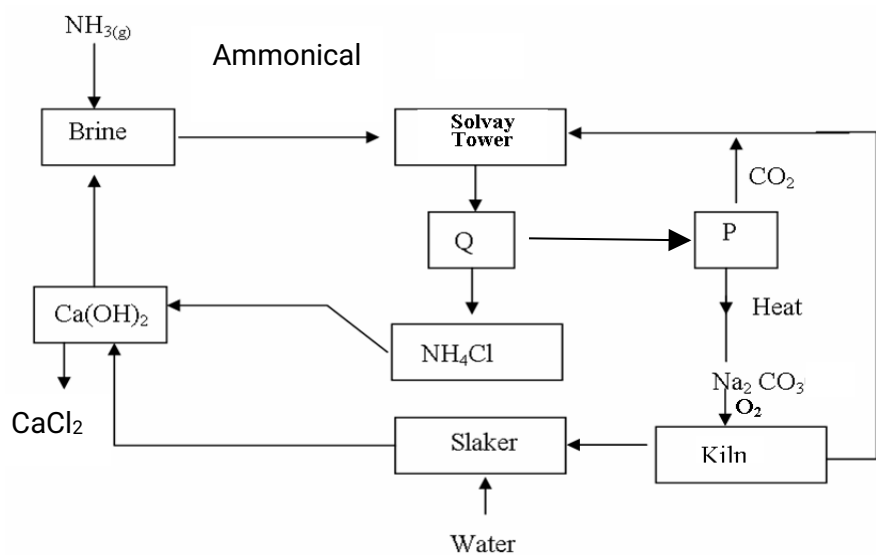 NH₃(g)
Ammonical
Brine
Solvay
Tower
CO₂
Q
P
Ca(OH)₂
Heat
NH₄Cl
Na₂ CO₃
O₂
CaCl₂
Slaker
Kiln
Water